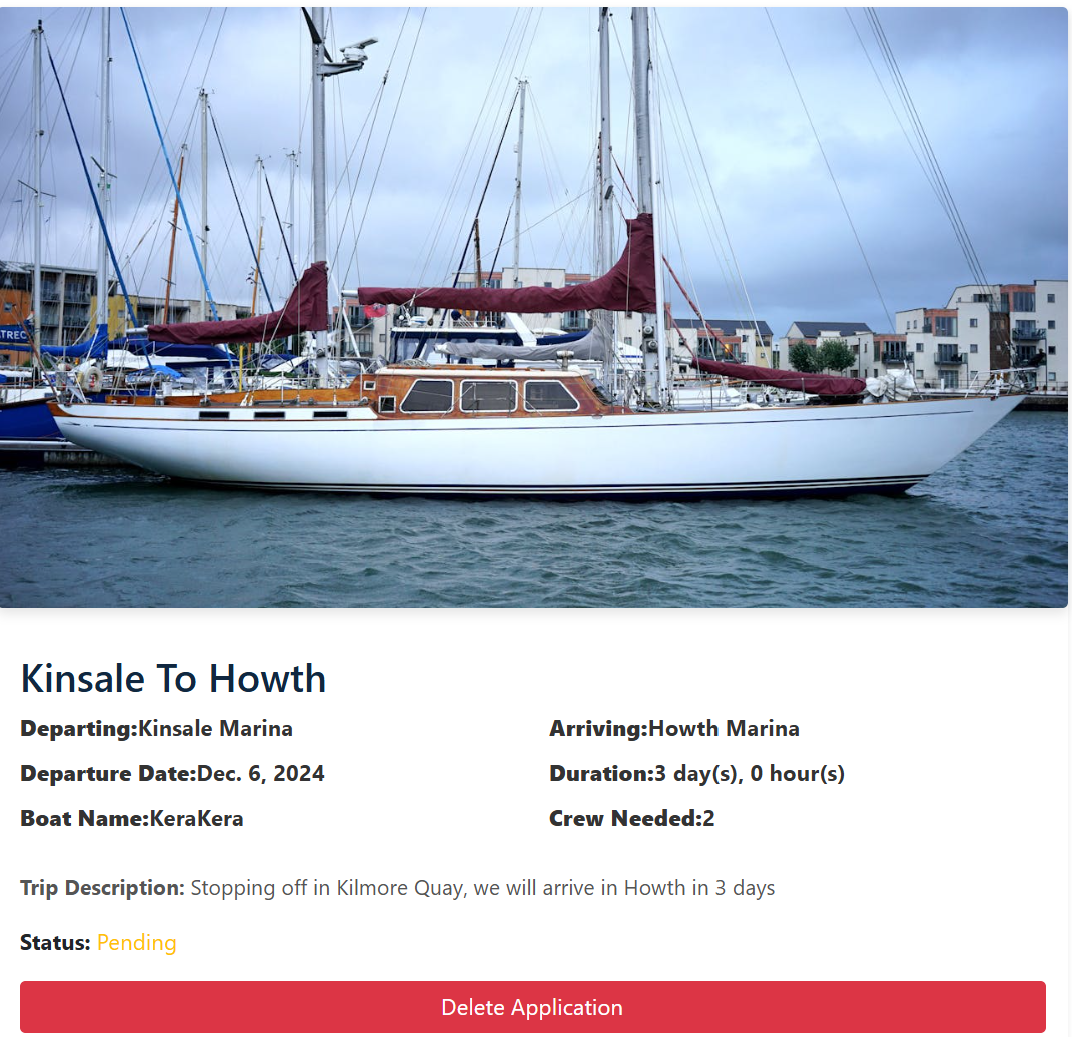 TREC
Kinsale To Howth
Departing:Kinsale Marina
Arriving:Howth Marina
Departure Date:Dec. 6, 2024
Duration:3 day(s), 0 hour(s)
Boat Name:KeraKera
Crew Needed:2
Trip Description: Stopping off in Kilmore Quay, we will arrive in Howth in 3 days
Status: Pending
Delete Application